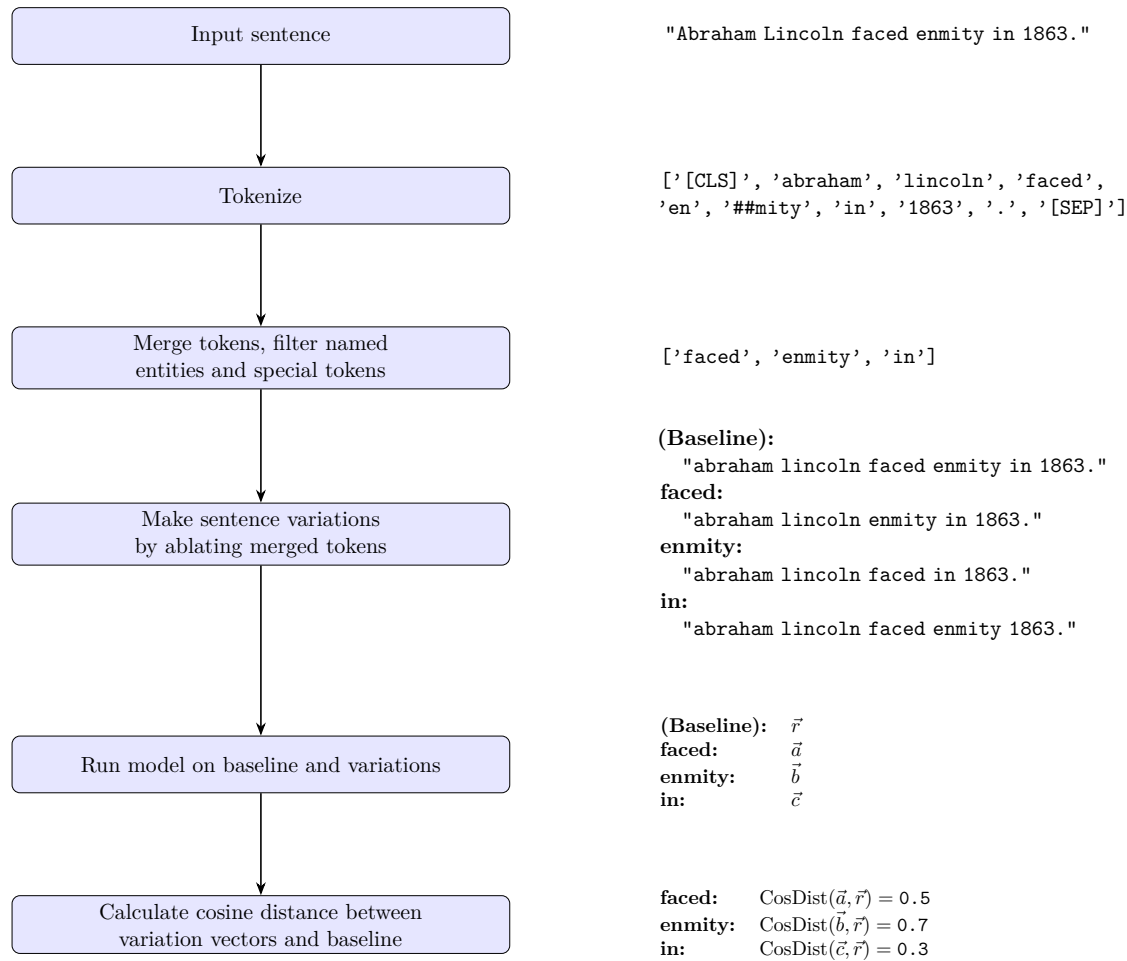 Input sentence
"Abraham Lincoln faced enmity in 1863."
Tokenize
['[CLS]', 'abraham', 'lincoln', 'faced',
'en', '##mity', 'in', '1863', '.', '[SEP]']
Merge tokens, filter named
entities and special tokens
['faced', 'enmity', 'in']
Make sentence variations
by ablating merged tokens
(Baseline):
"abraham lincoln faced enmity in 1863."
faced:
"abraham lincoln enmity in 1863."
enmity:
"abraham lincoln faced in 1863."
in:
"abraham lincoln faced enmity 1863."
Run model on baseline and variations
(Baseline): r⃗
faced: a⃗
enmity: b⃗
in: c⃗
Calculate cosine distance between
variation vectors and baseline
faced: CosDist(a⃗, r⃗) = 0.5
enmity: CosDist(b⃗, r⃗) = 0.7
in: CosDist(c⃗, r⃗) = 0.3